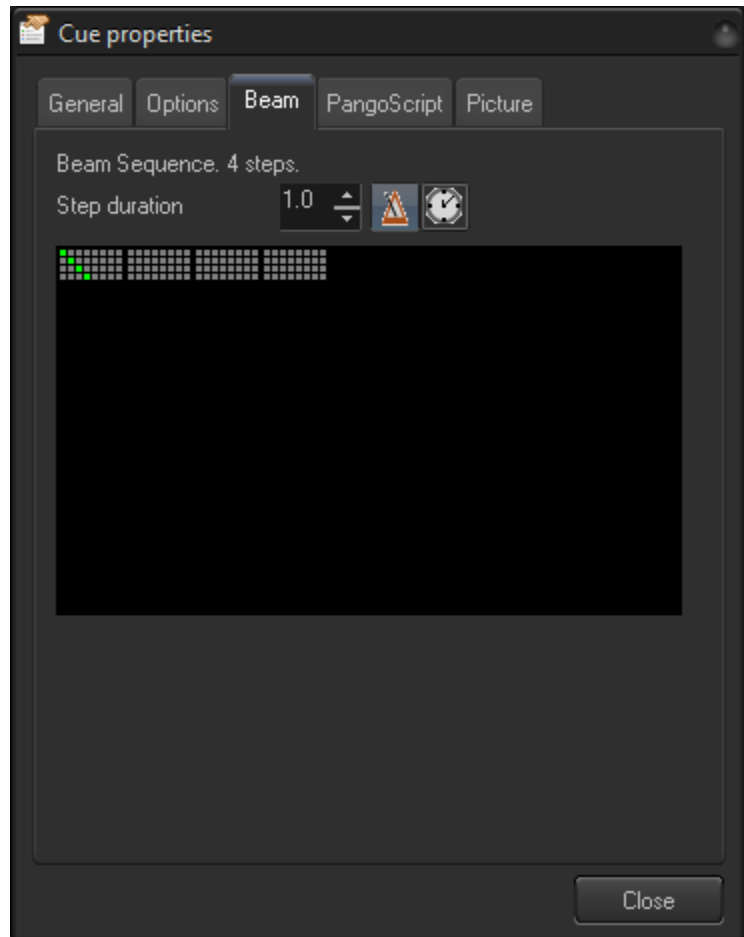 Cue properties
General Options Beam PangoScript Picture
Beam Sequence. 4 steps.
Step duration 1.0
Close